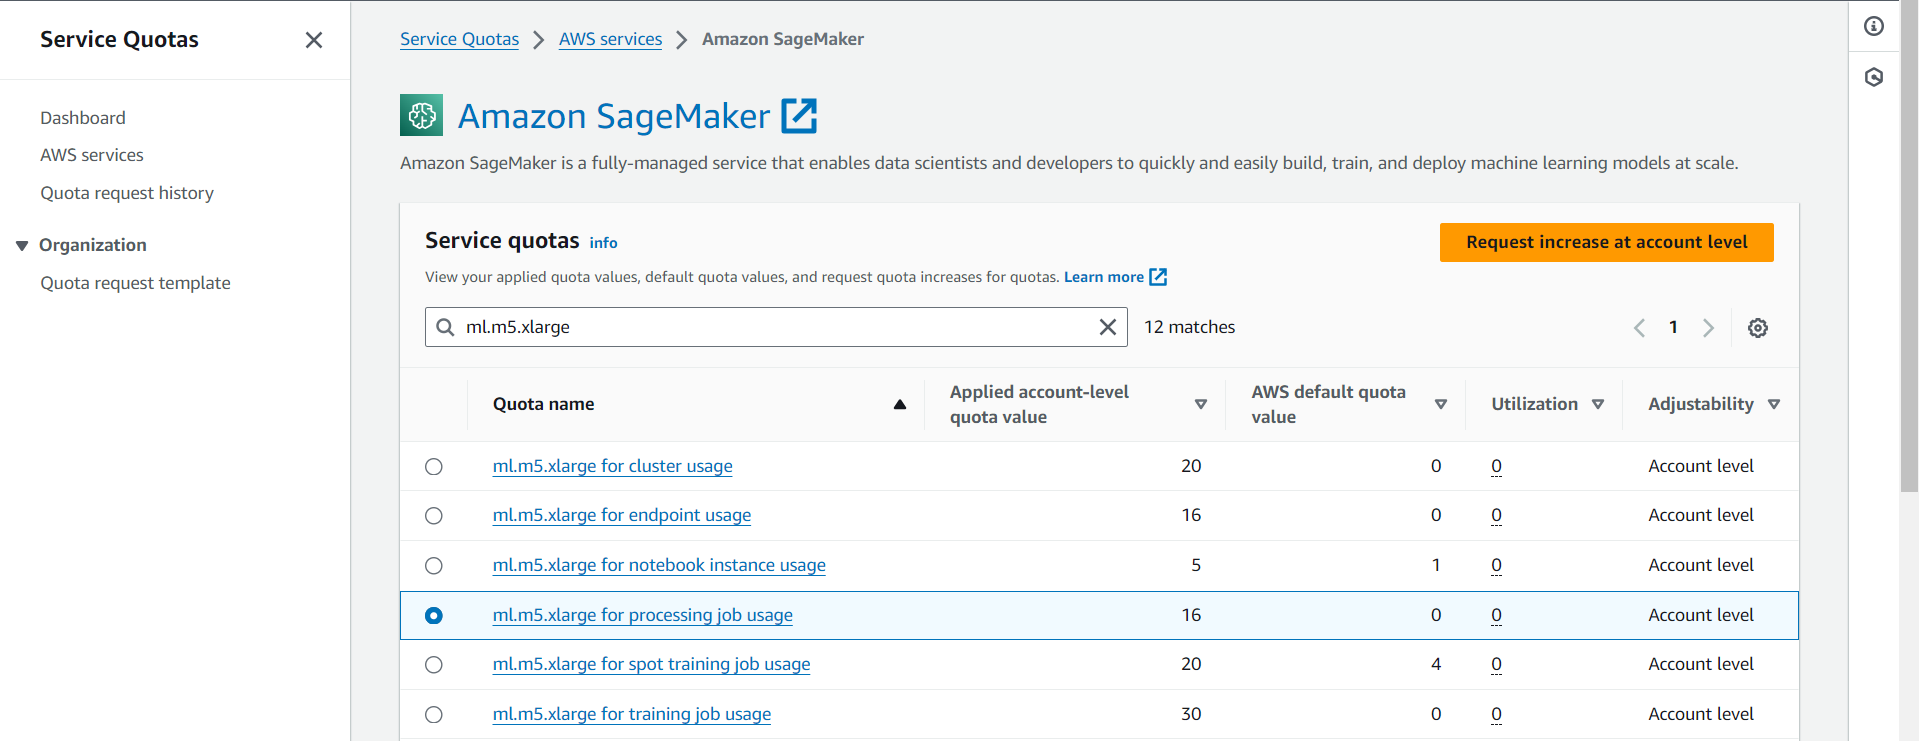 Service Quotas
Dashboard
AWS services
Quota request history
Organization
Quota request template
Service Quotas > AWS services > Amazon SageMaker
Amazon SageMaker
Amazon SageMaker is a fully-managed service that enables data scientists and developers to quickly and easily build, train, and deploy machine learning models at scale.
Service quotas info
Request increase at account level
View your applied quota values, default quota values, and request quota increases for quotas. Learn more
ml.m5.xlarge
12 matches
1
Quota name
Applied account-level quota value
AWS default quota value
Utilization
Adjustability
ml.m5.xlarge for cluster usage 20 0 0 Account level
ml.m5.xlarge for endpoint usage 16 0 0 Account level
ml.m5.xlarge for notebook instance usage 5 1 0 Account level
ml.m5.xlarge for processing job usage 16 0 0 Account level
ml.m5.xlarge for spot training job usage 20 4 0 Account level
ml.m5.xlarge for training job usage 30 0 0 Account level